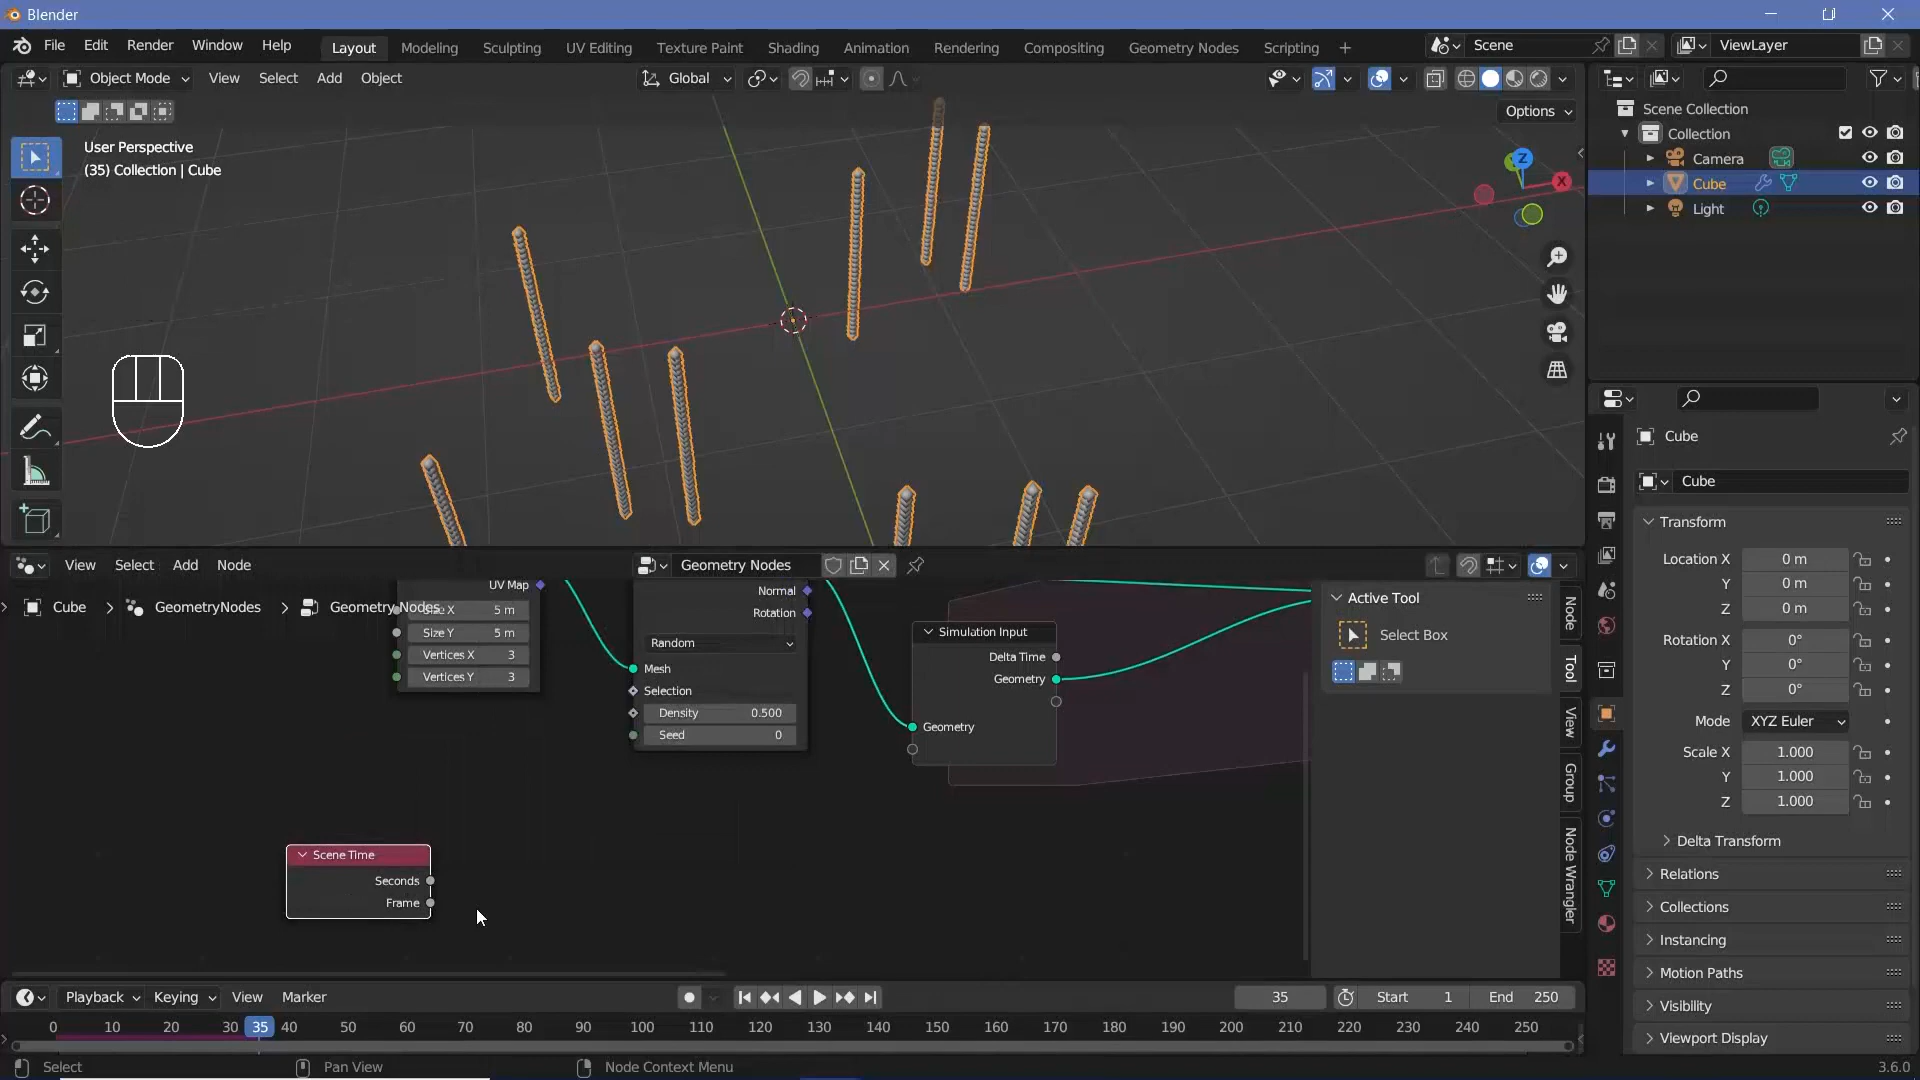 Blender
File Edit Render Window Help
Layout Modeling Sculpting UV Editing Texture Paint Shading Animation Rendering Compositing Geometry Nodes Scripting +
Scene
ViewLayer
Object Mode View Select Add Object
Global
Options
User Perspective
(35) Collection | Cube
Z
X
Scene Collection
Collection
Camera
Cube
Light
Cube
Cube
Transform
Location X 0 m
Y 0 m
Z 0 m
Rotation X 0°
Y 0°
Z 0°
Mode XYZ Euler
Scale X 1.000
Y 1.000
Z 1.000
Delta Transform
Relations
Collections
Instancing
Motion Paths
Visibility
Viewport Display
View Select Add Node
Geometry Nodes
Cube > GeometryNodes > Geometry Nodes
UV Map
Size X 5 m
Size Y 5 m
Vertices X 3
Vertices Y 3
Normal
Rotation
Random
Mesh
Selection
Density 0.500
Seed 0
Simulation Input
Delta Time
Geometry
Geometry
Scene Time
Seconds
Frame
Active Tool
Select Box
Node
Tool
View
Group
Node Wrangler
Playback Keying View Marker
35
Start 1
End 250
0 10 20 30 35 40 50 60 70 80 90 100 110 120 130 140 150 160 170 180 190 200 210 220 230 240 250
Select
Pan View
Node Context Menu
3.6.0